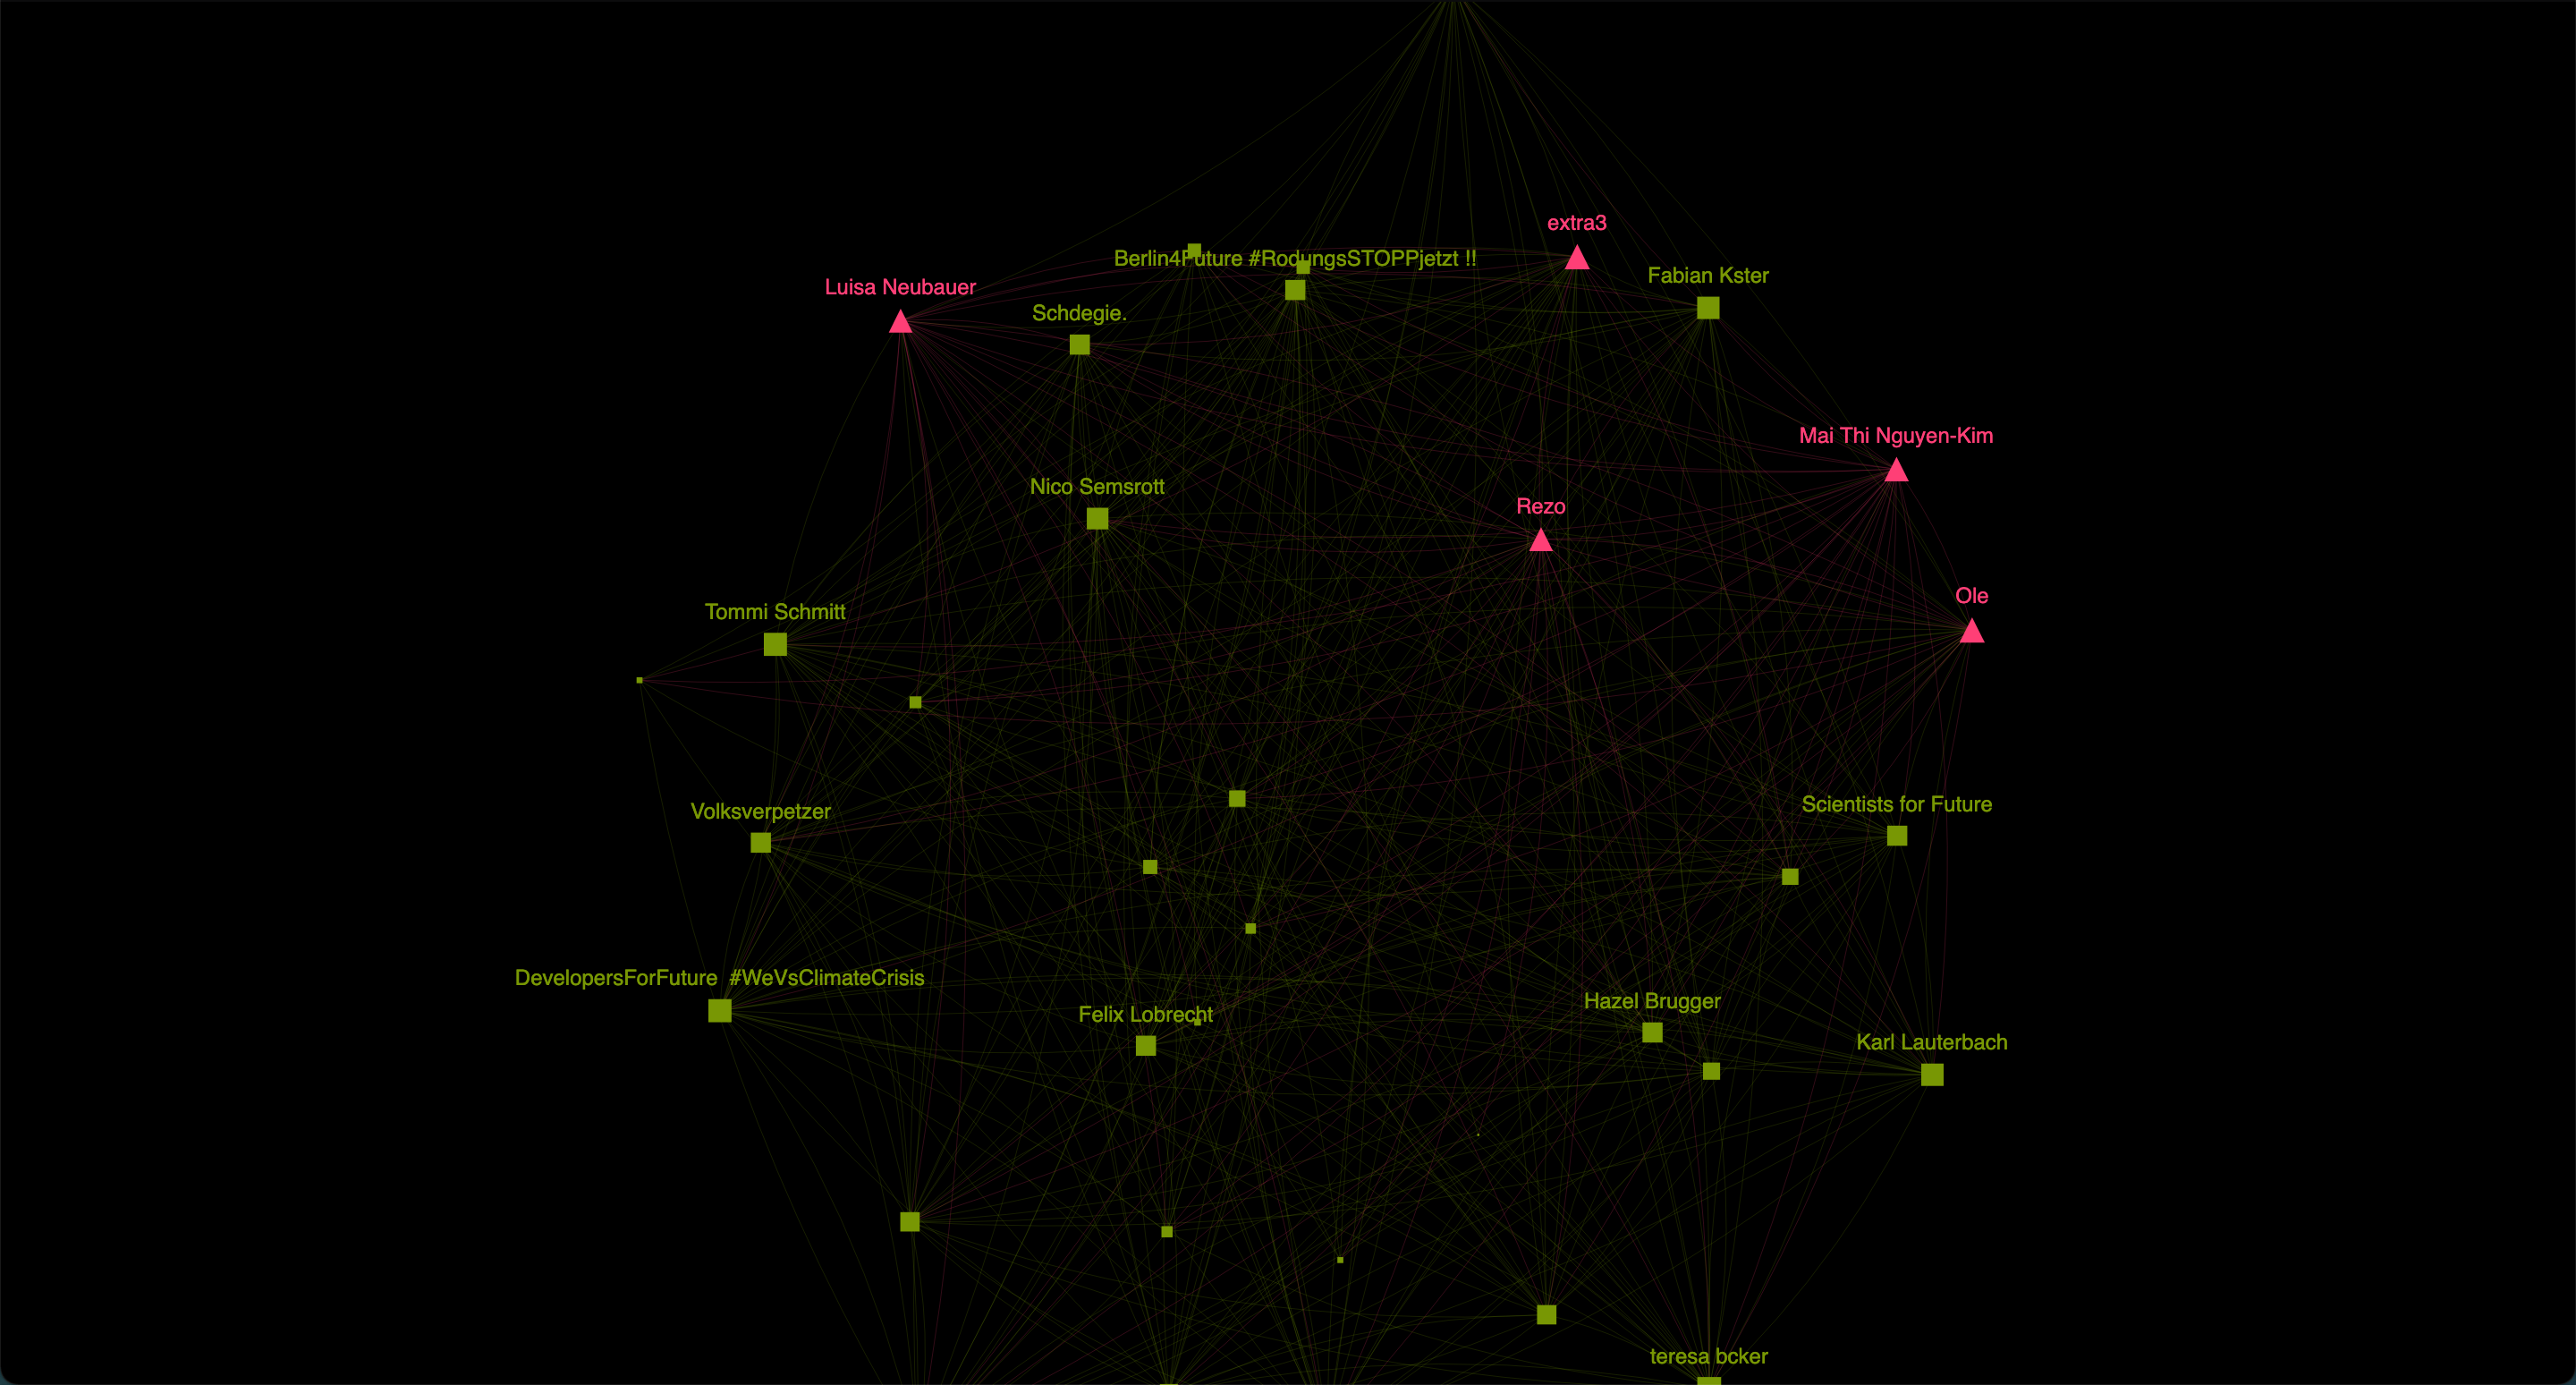 extra3
Berlin4Future #RodungsSTOPPjetzt !!
Fabian Kster
Luisa Neubauer
Schdegie.
Mai Thi Nguyen-Kim
Nico Semsrott
Rezo
Ole
Tommi Schmitt
Scientists for Future
Volksverpetzer
DevelopersForFuture #WeVsClimateCrisis
Hazel Brugger
Felix Lobrecht
Karl Lauterbach
teresa bcker